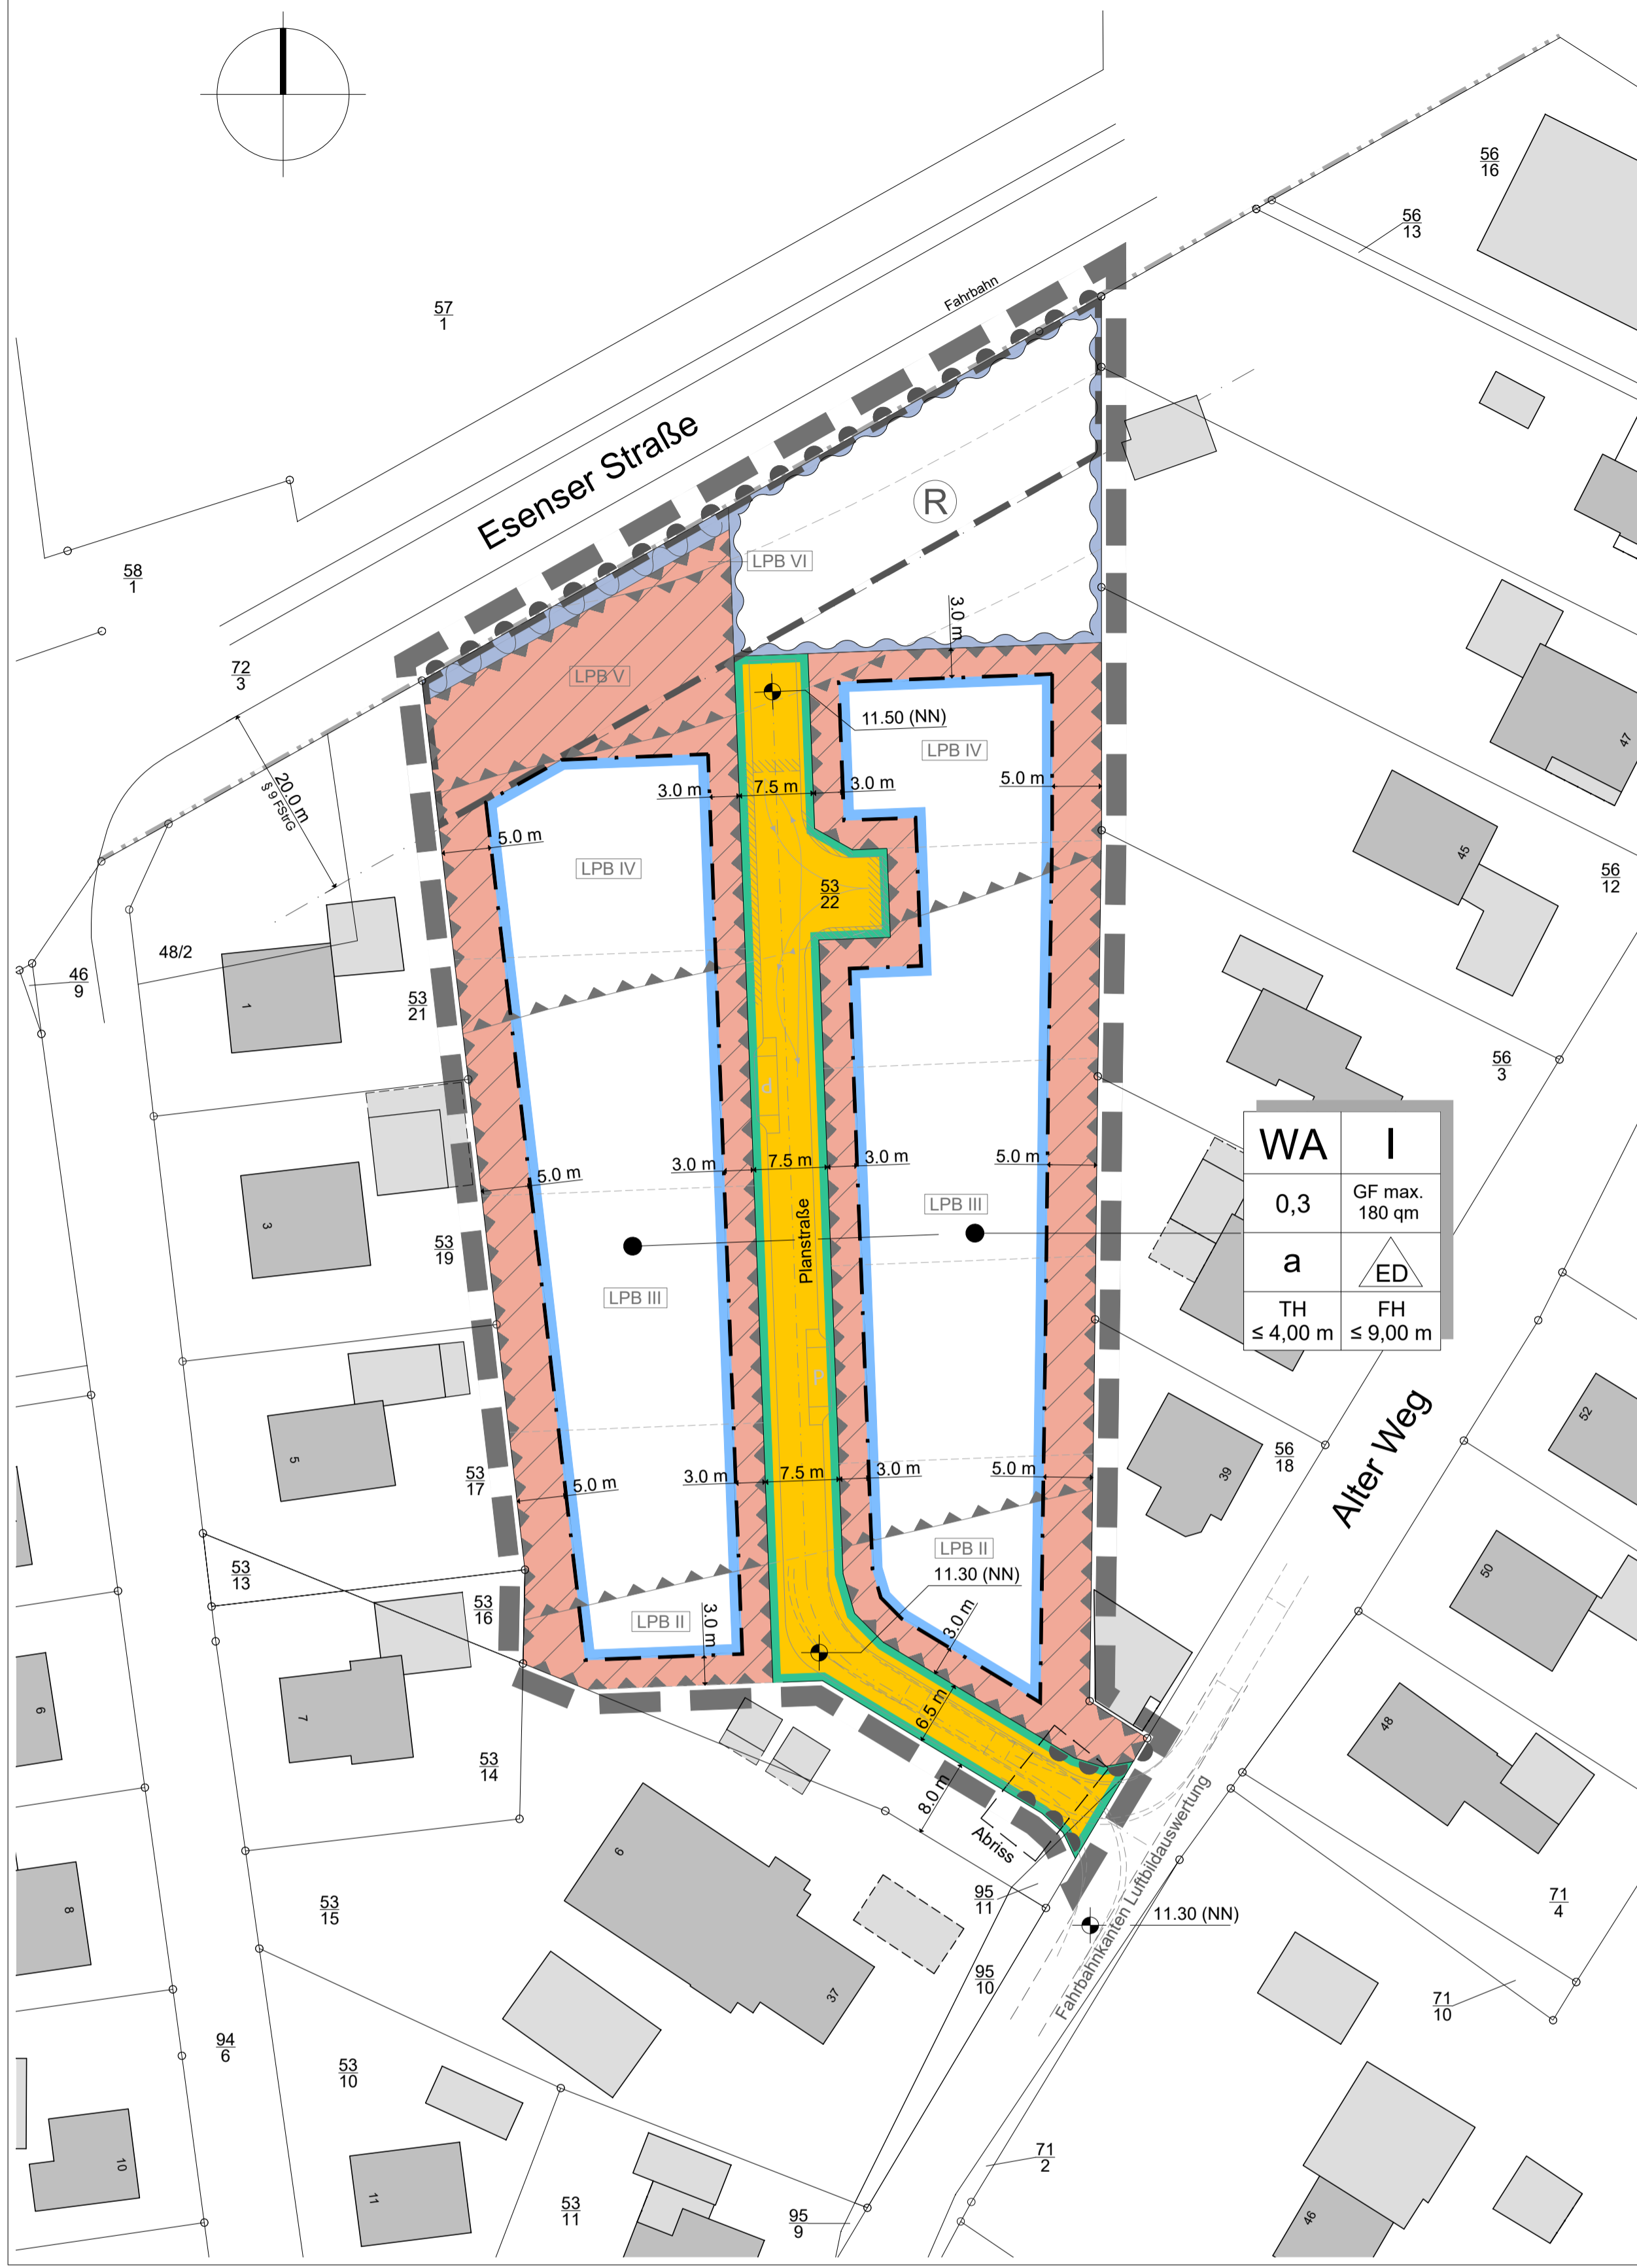 56
16
56
13
57
1
Fahrbahn
Esenser Straße
R
58
1
LPB VI
3.0 m
72
3
LPB V
11.50 (NN)
LPB IV
47
20.0 m
§ 9 FStrG
3.0 m
7.5 m
3.0 m
5.0 m
5.0 m
LPB IV
45
56
12
53
22
48/2
46
9
1
53
21
56
3
P
WA
I
0,3
GF max.
180 qm
a
ED
TH
≤ 4,00 m
FH
≤ 9,00 m
5.0 m
3.0 m
7.5 m
3.0 m
5.0 m
Planstraße
LPB III
3
53
19
LPB III
P
5
53
17
5.0 m
3.0 m
7.5 m
3.0 m
5.0 m
39
56
18
Alter Weg
52
LPB II
11.30 (NN)
53
13
53
16
LPB II
3.0 m
3.0 m
50
6
7
6.5 m
48
53
14
8.0 m
Abriss
Fahrbahnkanten Luftbildauswertung
9
8
53
15
95
11
11.30 (NN)
71
4
37
95
10
71
10
94
6
53
10
10
11
53
11
71
2
95
9
46